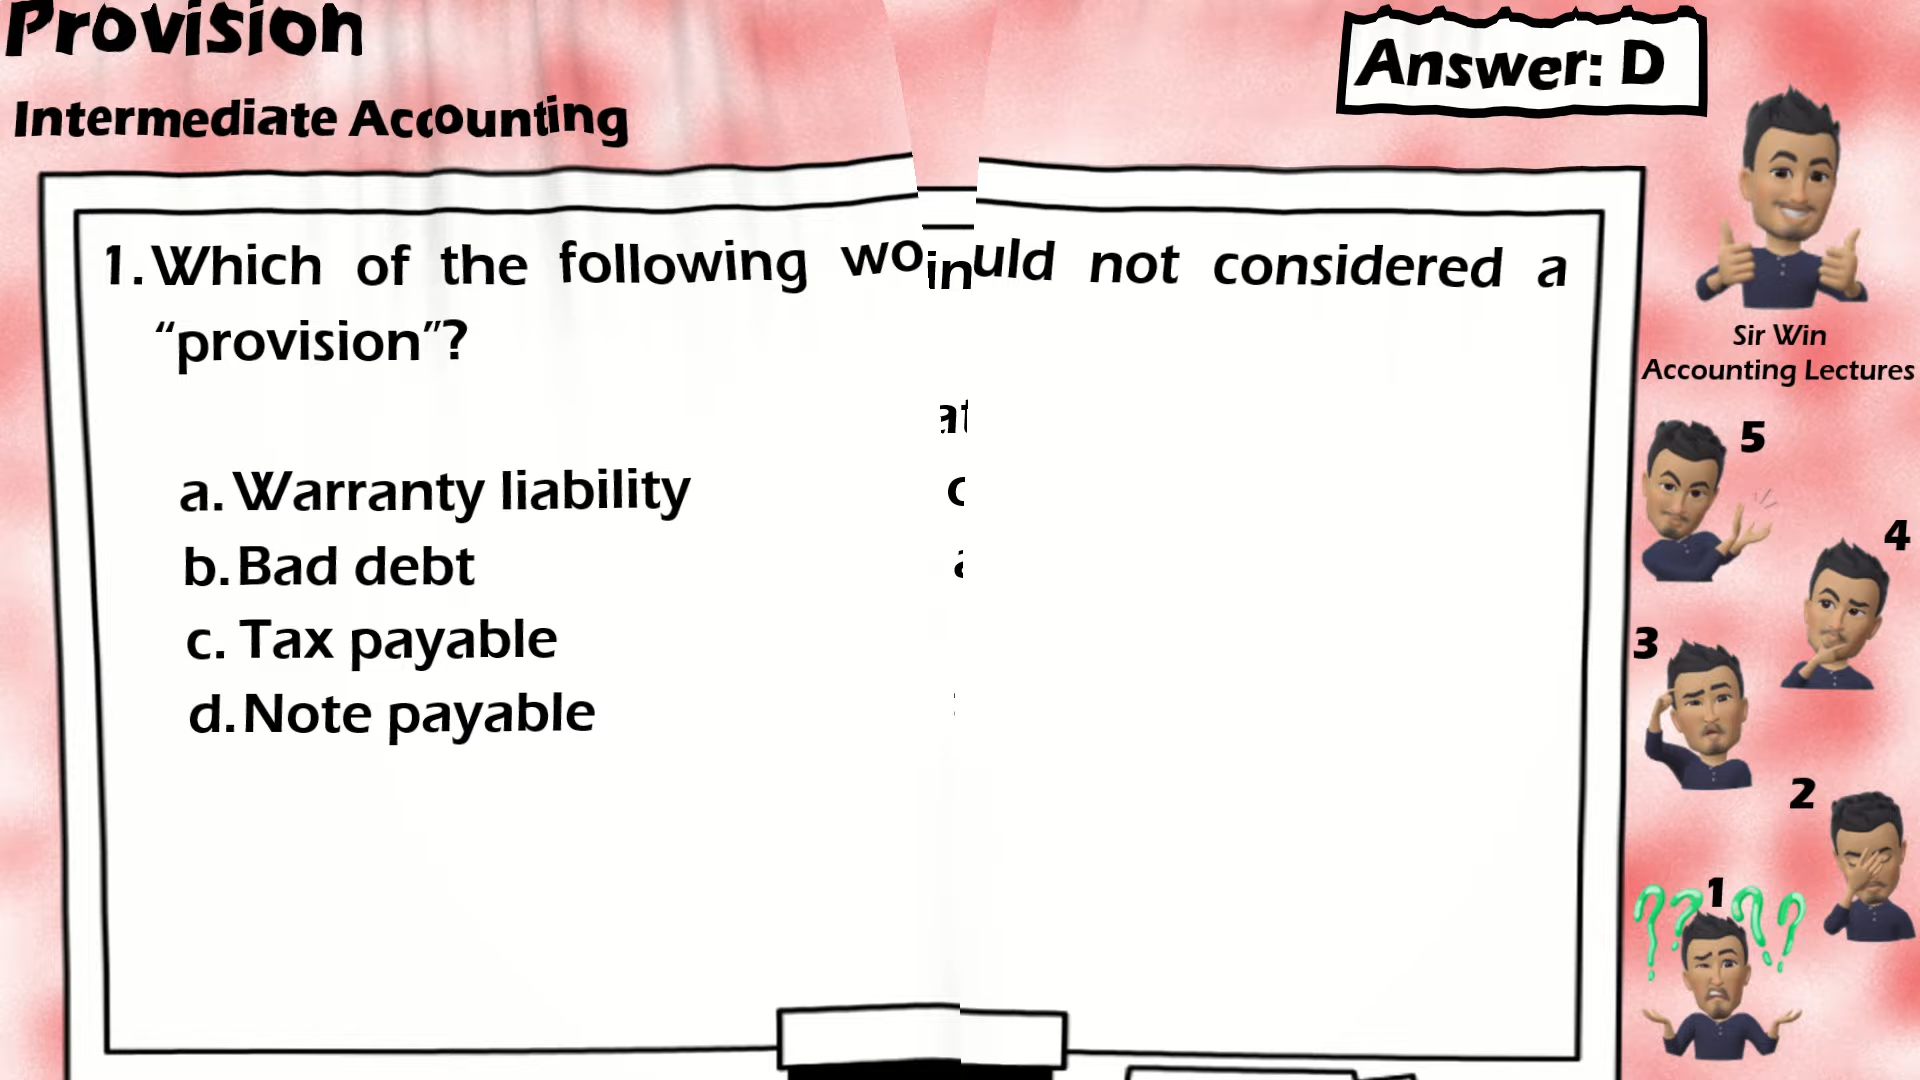 Provision
Intermediate Accounting
Answer: D
1. Which of the following would not considered a
"provision"?
a. Warranty liability
b. Bad debt
c. Tax payable
d. Note payable
Sir Win
Accounting Lectures
5
4
3
2
1